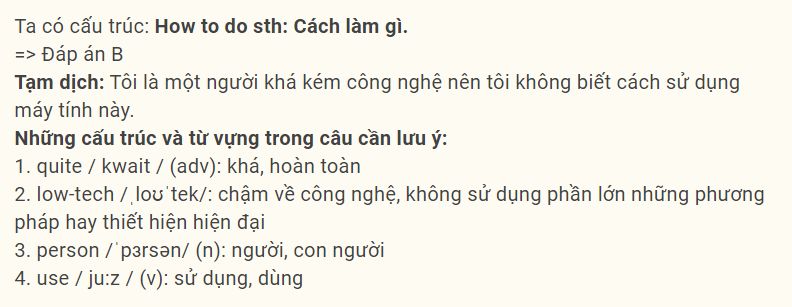 Ta có cấu trúc: How to do sth: Cách làm gì.
=> Đáp án B
Tạm dịch: Tôi là một người khá kém công nghệ nên tôi không biết cách sử dụng
máy tính này.
Những cấu trúc và từ vựng trong câu cần lưu ý:
1. quite / kwait / (adv): khá, hoàn toàn
2. low-tech /ˌloʊˈtek/: chậm về công nghệ, không sử dụng phần lớn những phương
pháp hay thiết hiện hiện đại
3. person /ˈpɜrsən/ (n): người, con người
4. use / ju:z / (v): sử dụng, dùng